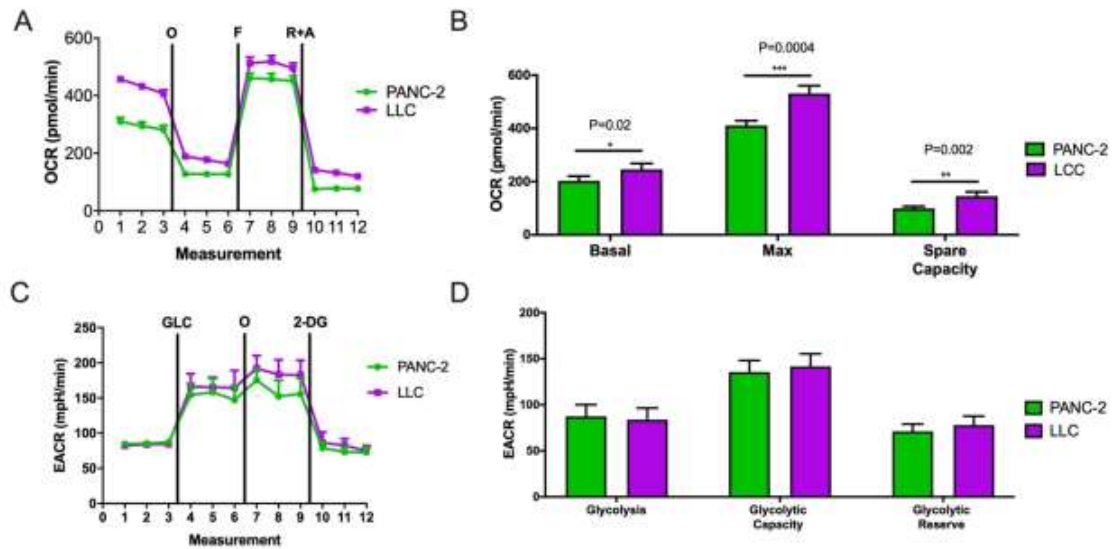 A
O F R+A
600
400
200
0
OCR (pmol/min)
0 1 2 3 4 5 6 7 8 9 10 11 12
Measurement
PANC-2
LLC
B
P=0.0004
***
P=0.02
*
P=0.002
**
600
400
200
0
OCR (pmol/min)
Basal Max Spare
Capacity
PANC-2
LCC
C
GLC O 2-DG
250
200
150
100
50
0
EACR (mpH/min)
0 1 2 3 4 5 6 7 8 9 10 11 12
Measurement
PANC-2
LLC
D
200
150
100
50
0
EACR (mpH/min)
Glycolysis Glycolytic Glycolytic
Capacity Reserve
PANC-2
LLC